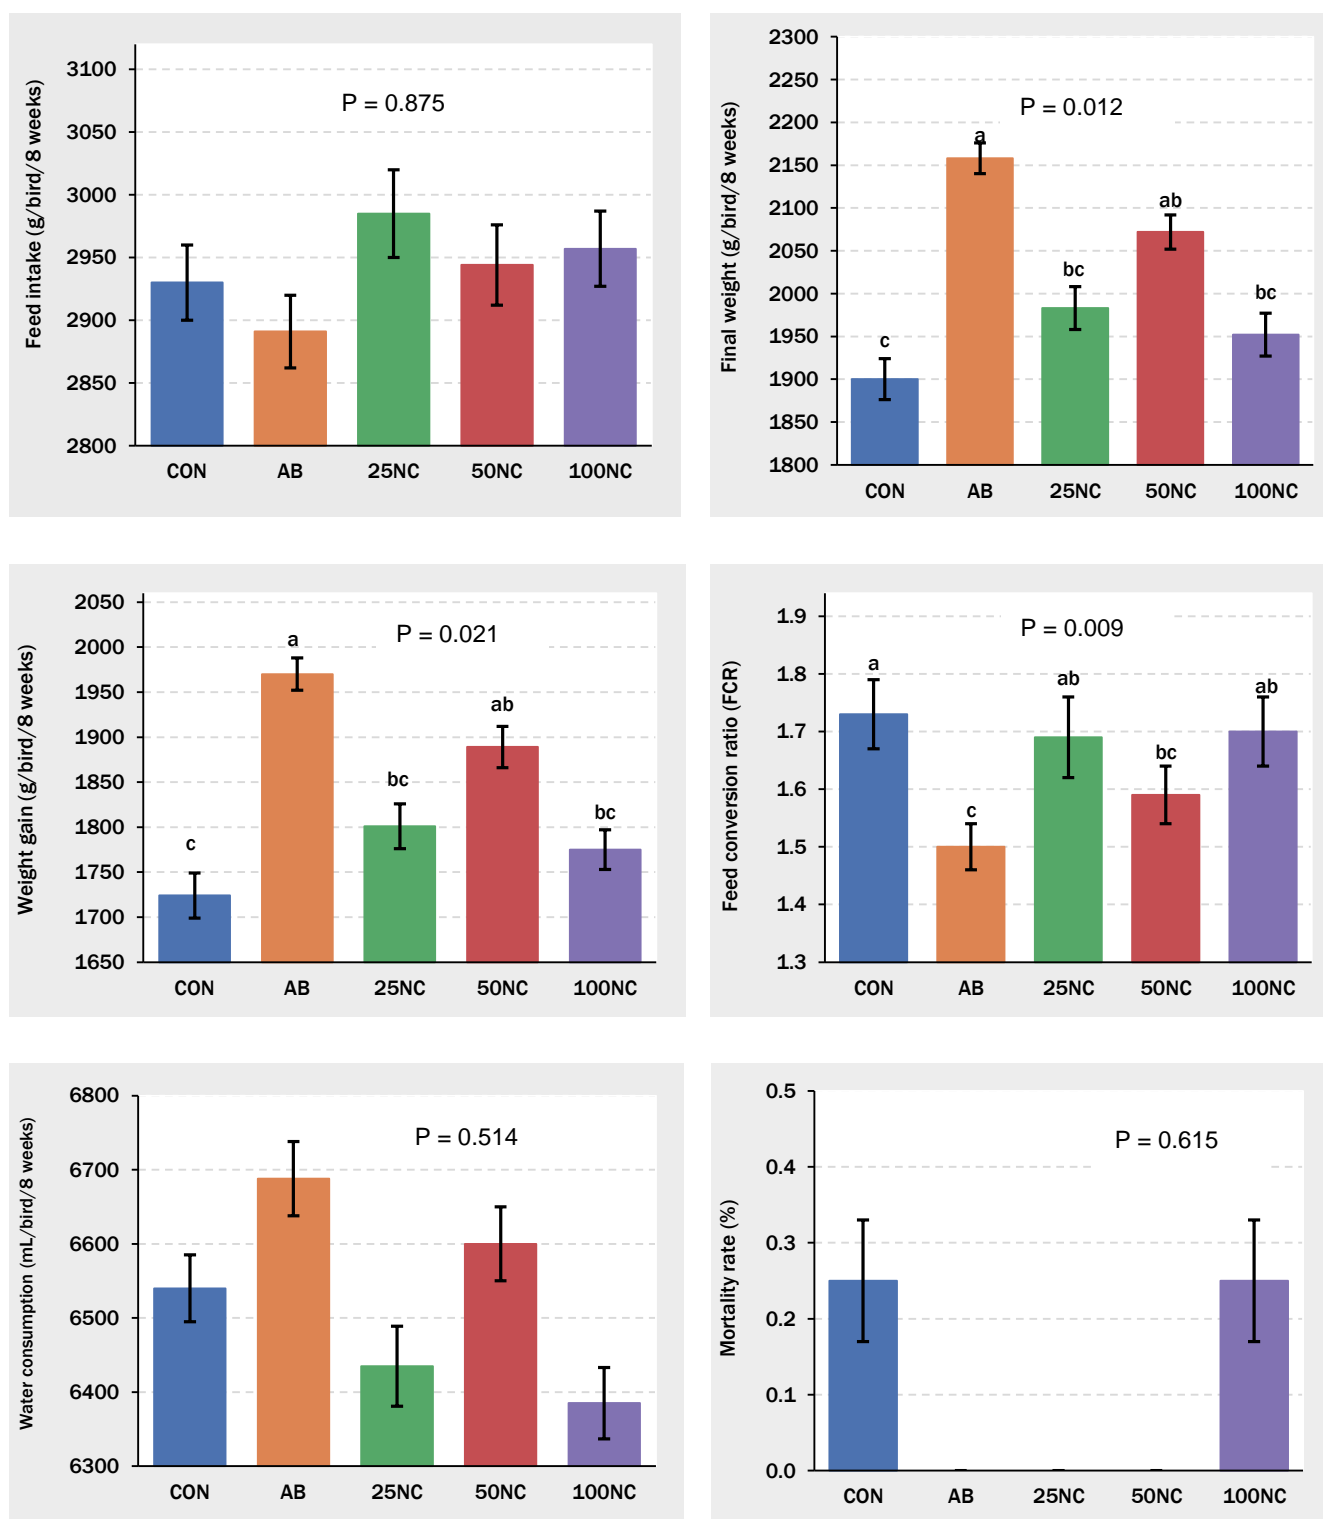 Feed intake (g/bird/8 weeks)
3100
3050
3000
2950
2900
2850
2800
P = 0.875
CON AB 25NC 50NC 100NC
Final weight (g/bird/8 weeks)
2300
2250
2200
2150
2100
2050
2000
1950
1900
1850
1800
P = 0.012
c a bc ab bc
CON AB 25NC 50NC 100NC
Weight gain (g/bird/8 weeks)
2050
2000
1950
1900
1850
1800
1750
1700
1650
P = 0.021
c a bc ab bc
CON AB 25NC 50NC 100NC
Feed conversion ratio (FCR)
1.9
1.8
1.7
1.6
1.5
1.4
1.3
P = 0.009
a c ab bc ab
CON AB 25NC 50NC 100NC
Water consumption (mL/bird/8 weeks)
6800
6700
6600
6500
6400
6300
P = 0.514
CON AB 25NC 50NC 100NC
Mortality rate (%)
0.5
0.4
0.3
0.2
0.1
0.0
P = 0.615
CON AB 25NC 50NC 100NC